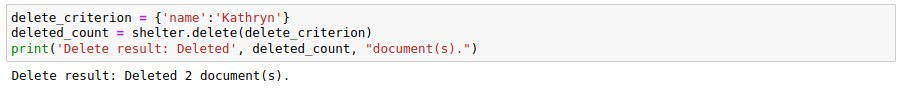 delete_criterion = {'name':'Kathryn'}
deleted_count = shelter.delete(delete_criterion)
print('Delete result: Deleted', deleted_count, "document(s).")
Delete result: Deleted 2 document(s).